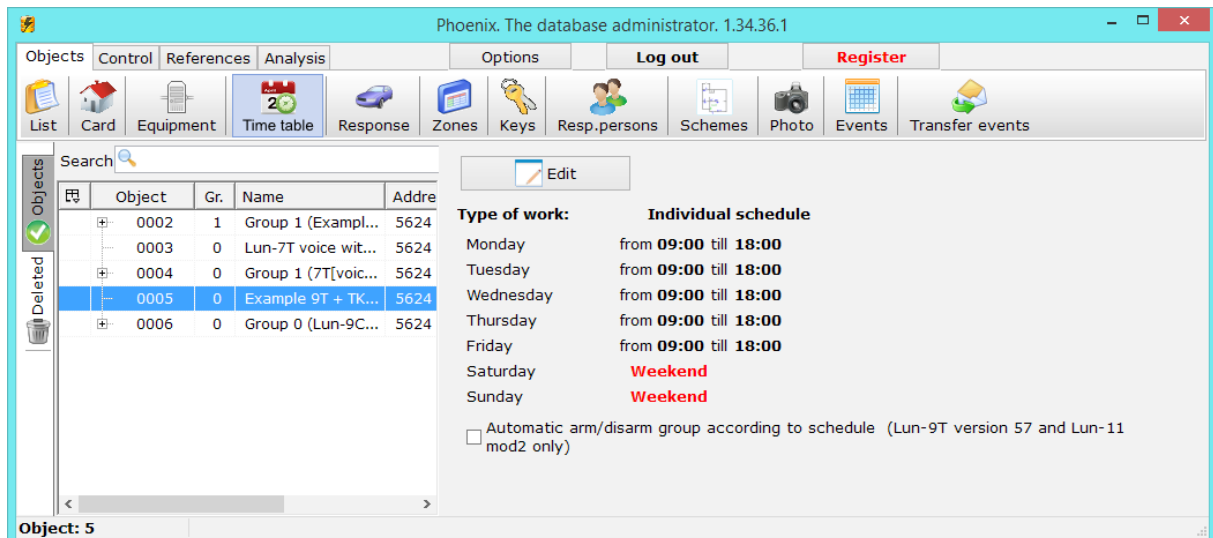 Phoenix. The database administrator. 1.34.36.1
Objects Control References Analysis Options Log out Register
List Card Equipment Time table Response Zones Keys Resp.persons Schemes Photo Events Transfer events
Objects
Deleted
Search
Object Gr. Name Addre
0002 1 Group 1 (Exampl... 5624
0003 0 Lun-7T voice wit... 5624
0004 0 Group 1 (7T[voic... 5624
0005 0 Example 9T + TK... 5624
0006 0 Group 0 (Lun-9C... 5624
Edit
Type of work: Individual schedule
Monday from 09:00 till 18:00
Tuesday from 09:00 till 18:00
Wednesday from 09:00 till 18:00
Thursday from 09:00 till 18:00
Friday from 09:00 till 18:00
Saturday Weekend
Sunday Weekend
Automatic arm/disarm group according to schedule (Lun-9T version 57 and Lun-11
mod2 only)
Object: 5